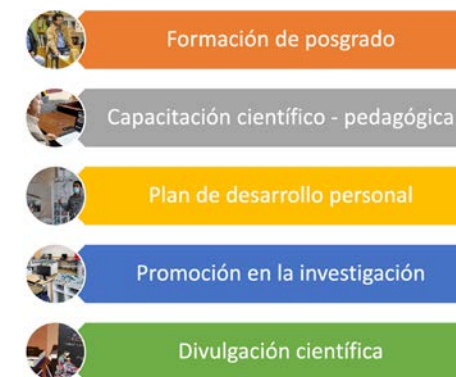 Formación de posgrado
Capacitación científico - pedagógica
Plan de desarrollo personal
Promoción en la investigación
Divulgación científica